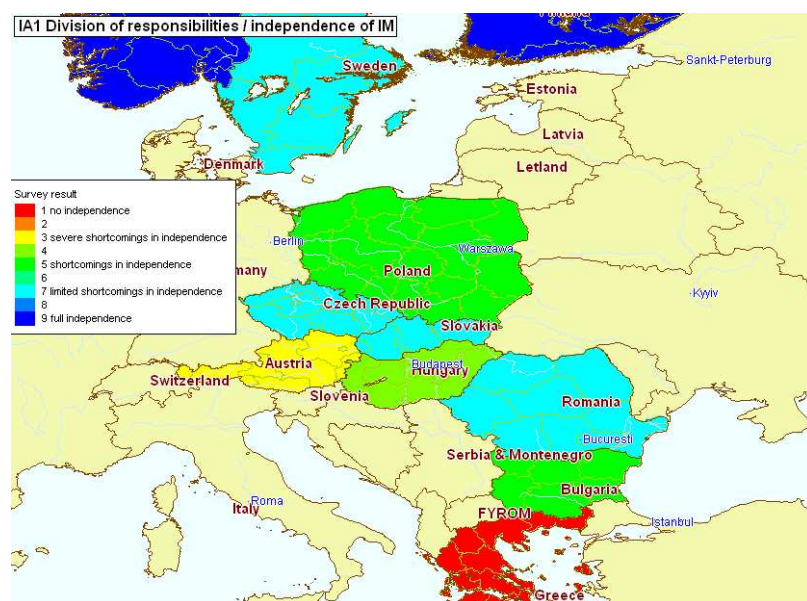 IA1 Division of responsibilities / independence of IM
Sweden
Sankt-Peterburg
Estonia
Latvia
Denmark
Letland
Survey result
1 no independence
2
3 severe shortcomings in independence
4
5 shortcomings in independence
6
7 limited shortcomings in independence
8
9 full independence
Berlin
Warszawa
many
Poland
Kyyiv
Czech Republic
Slovakia
Austria
Budapest
Hungary
Switzerland
Slovenia
Romania
Bucuresti
Serbia & Montenegro
Bulgaria
Roma
Italy
FYROM
Istanbul
Greece